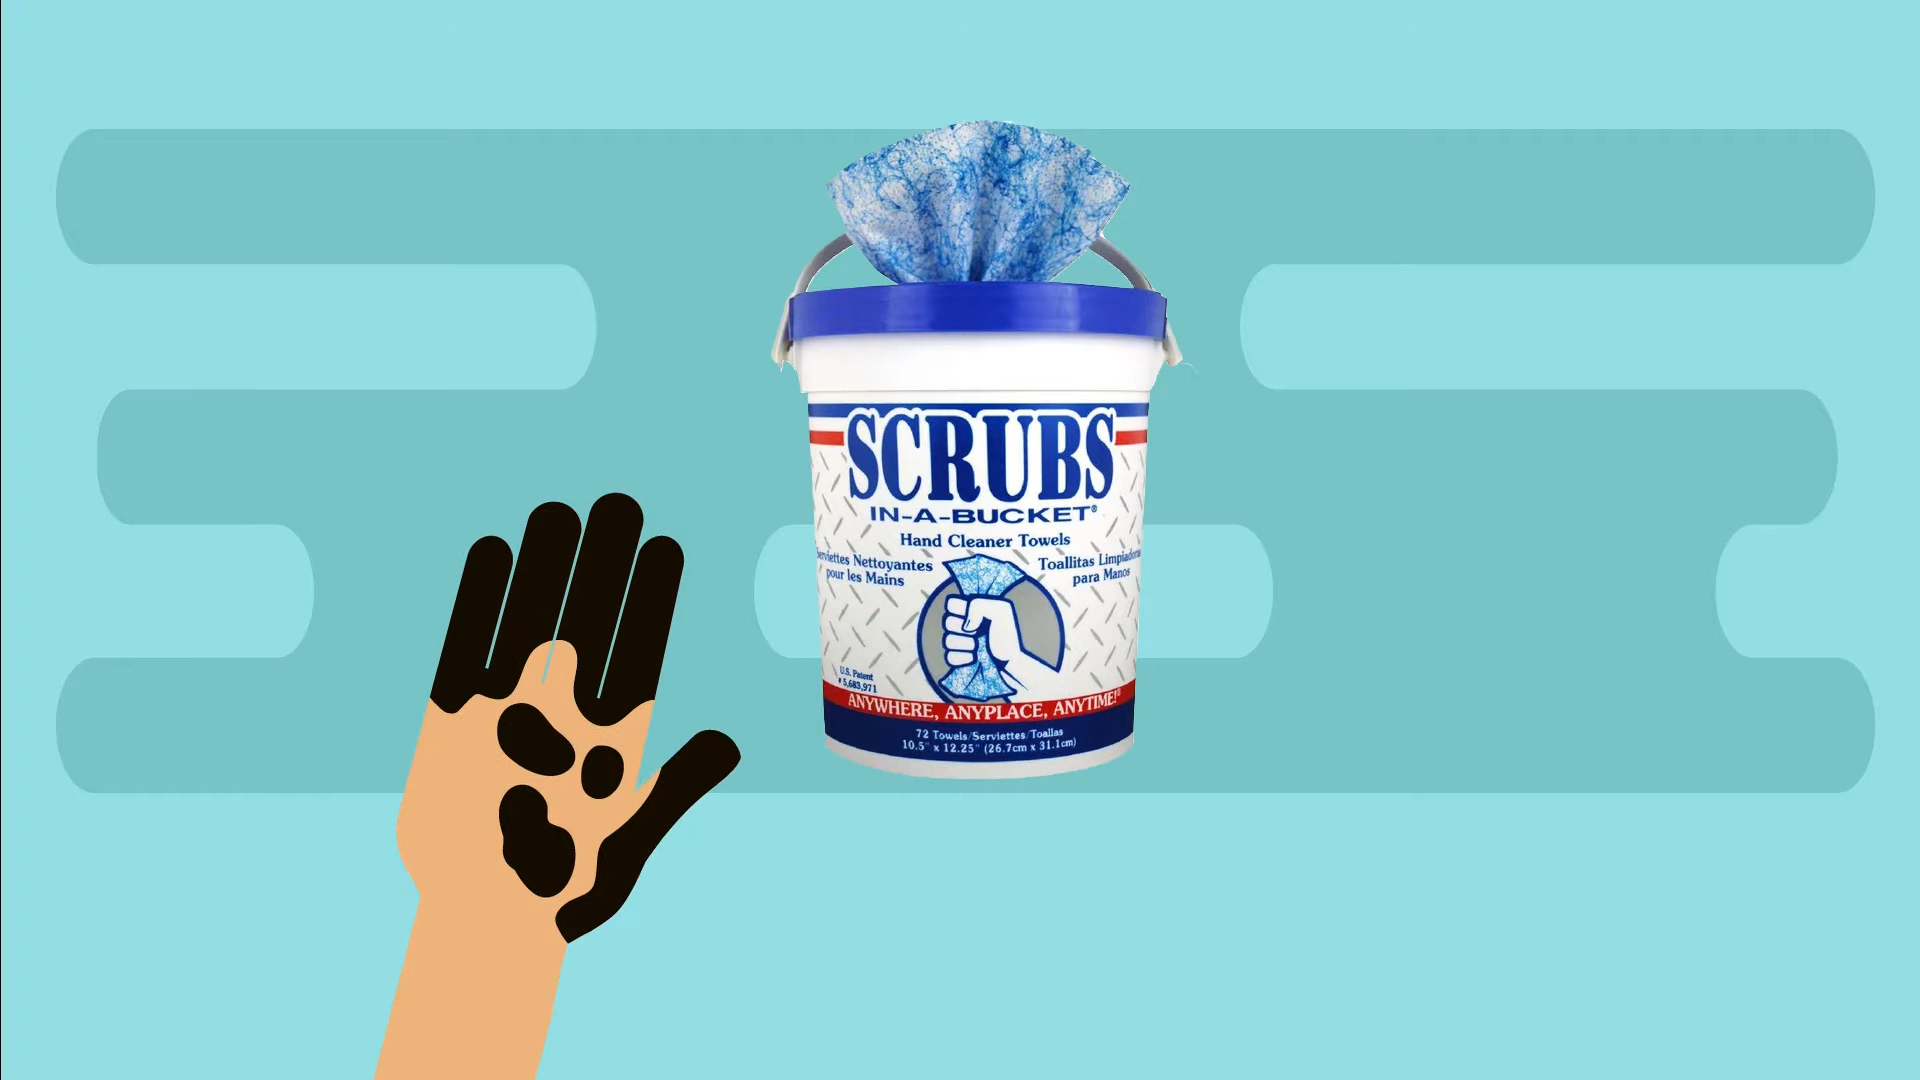 SCRUBS
IN-A-BUCKET®
Hand Cleaner Towels
Serviettes Nettoyantes
pour les Mains
Toallitas Limpiadoras
para Manos
U.S. Patent
# 5,683,971
ANYWHERE, ANYPLACE, ANYTIME!®
72 Towels/Serviettes/Toallas
10.5" x 12.25" (26.7cm x 31.1cm)